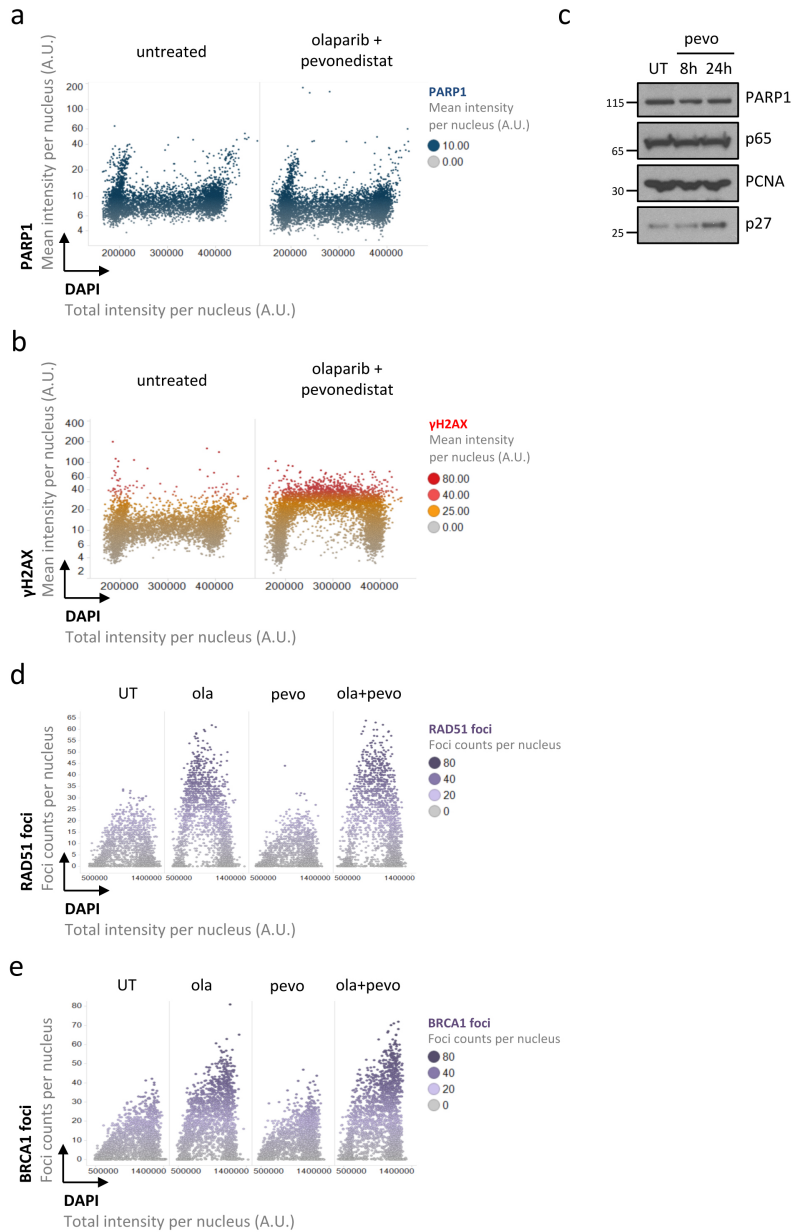 a
untreated
olaparib +
pevonedistat
PARP1
Mean intensity per nucleus (A.U.)
200
100
60
40
20
10
6
4
200000 300000 400000
200000 300000 400000
DAPI
Total intensity per nucleus (A.U.)
PARP1
Mean intensity
per nucleus (A.U.)
10.00
0.00
c
pevo
UT 8h 24h
115
PARP1
65
p65
30
PCNA
25
p27
b
untreated
olaparib +
pevonedistat
γH2AX
Mean intensity per nucleus (A.U.)
400
200
100
60
40
20
10
6
4
2
200000 300000 400000
200000 300000 400000
DAPI
Total intensity per nucleus (A.U.)
γH2AX
Mean intensity
per nucleus (A.U.)
80.00
40.00
25.00
0.00
d
UT ola pevo ola+pevo
RAD51 foci
Foci counts per nucleus
65
60
55
50
45
40
35
30
25
20
15
10
5
0
500000 1400000
500000 1400000
500000 1400000
500000 1400000
DAPI
Total intensity per nucleus (A.U.)
RAD51 foci
Foci counts per nucleus
80
40
20
0
e
UT ola pevo ola+pevo
BRCA1 foci
Foci counts per nucleus
80
70
60
50
40
30
20
10
0
500000 1400000
500000 1400000
500000 1400000
500000 1400000
DAPI
Total intensity per nucleus (A.U.)
BRCA1 foci
Foci counts per nucleus
80
40
20
0